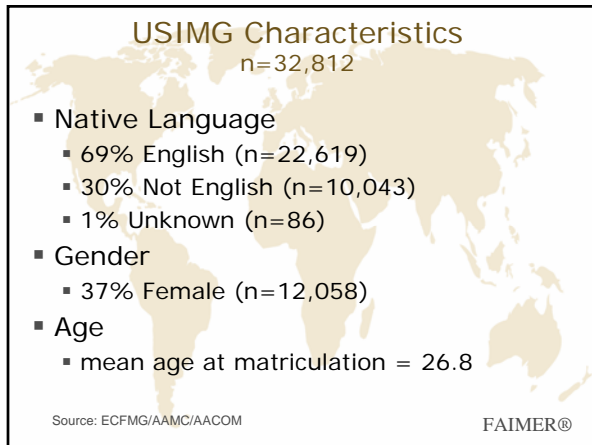 USIMG Characteristics
n=32,812
▪ Native Language
▪ 69% English (n=22,619)
▪ 30% Not English (n=10,043)
▪ 1% Unknown (n=86)
▪ Gender
▪ 37% Female (n=12,058)
▪ Age
▪ mean age at matriculation = 26.8
Source: ECFMG/AAMC/AACOM
FAIMER®